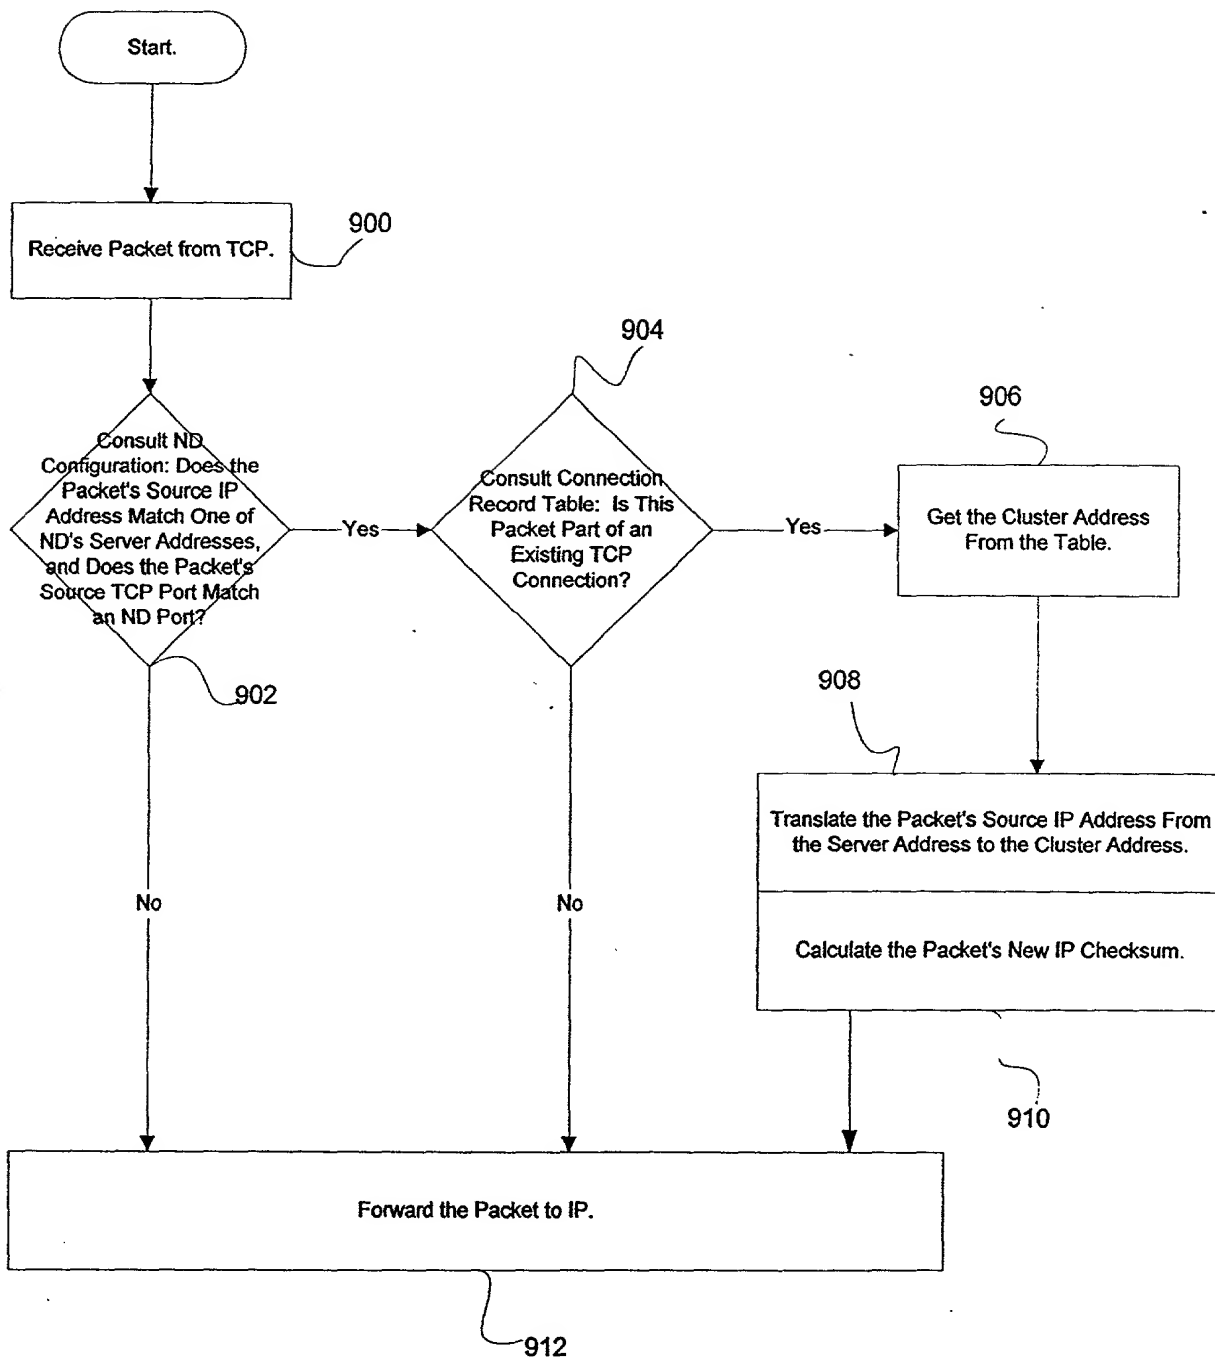 Start.
Receive Packet from TCP.
900
Consult ND
Configuration: Does the
Packet's Source IP
Address Match One of
ND's Server Addresses,
and Does the Packet's
Source TCP Port Match
an ND Port?
902
Yes
904
Consult Connection
Record Table: Is This
Packet Part of an
Existing TCP
Connection?
Yes
906
Get the Cluster Address
From the Table.
908
Translate the Packet's Source IP Address From
the Server Address to the Cluster Address.
Calculate the Packet's New IP Checksum.
910
No
No
Forward the Packet to IP.
912